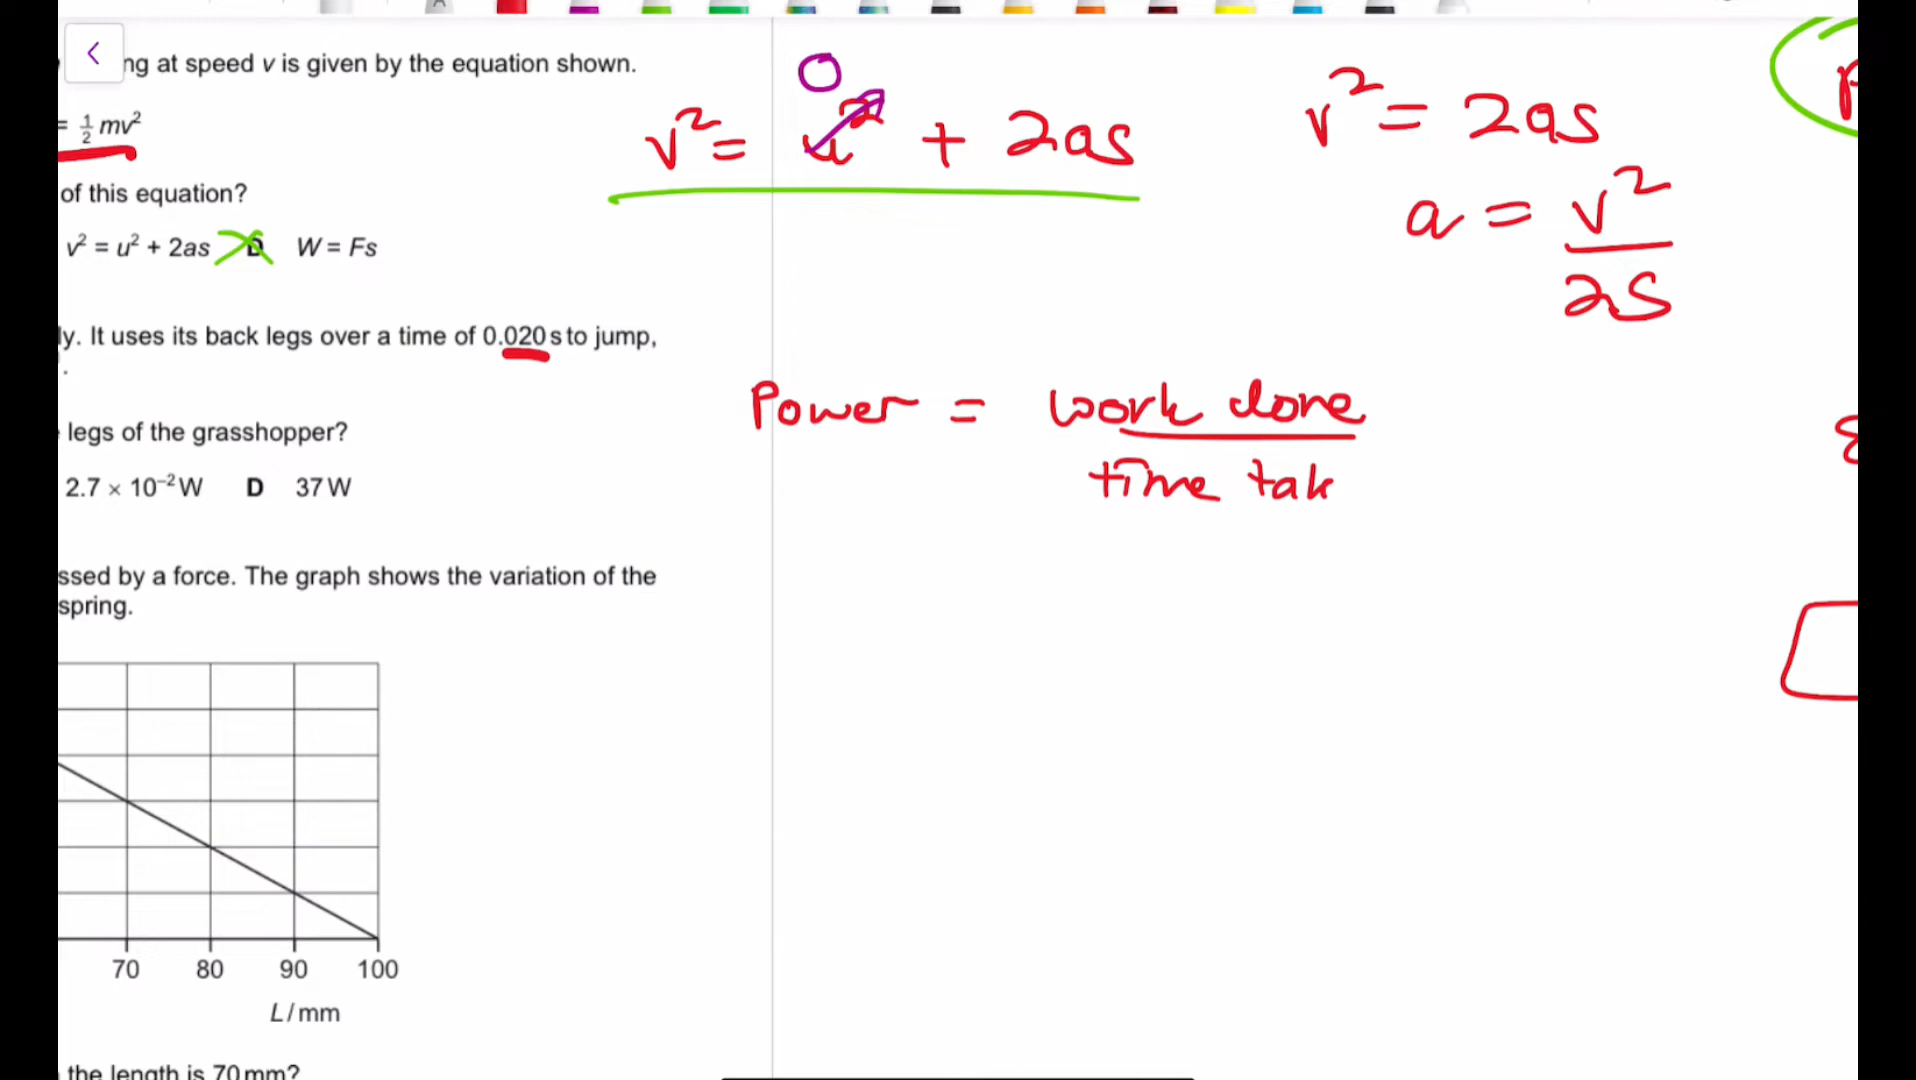 ng at speed v is given by the equation shown.
= 1/2 mv²
of this equation?
v² = u² + 2as D W = Fs
ly. It uses its back legs over a time of 0.020 s to jump,
.
legs of the grasshopper?
2.7 × 10⁻² W D 37 W
ssed by a force. The graph shows the variation of the
spring.
70 80 90 100
L / mm
the length is 70 mm?
0
v² = u² + 2as
v² = 2as
a = v²
2s
Power = work done
time tak